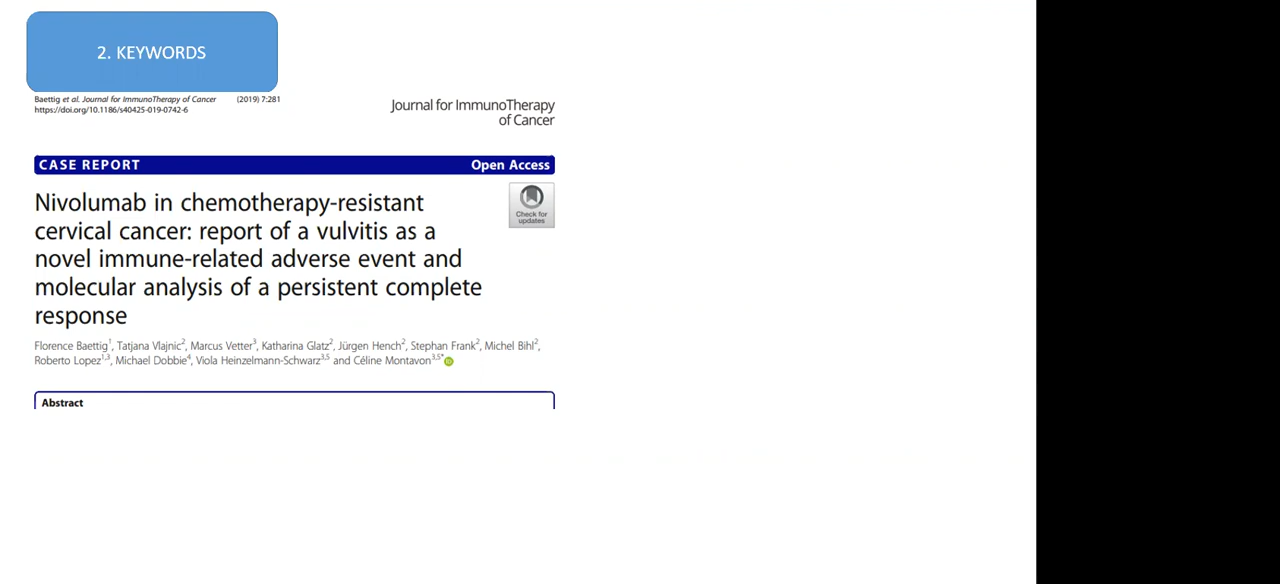 2. KEYWORDS
Baettig et al. Journal for ImmunoTherapy of Cancer (2019) 7:281
https://doi.org/10.1186/s40425-019-0742-6
Journal for ImmunoTherapy
of Cancer
CASE REPORT Open Access
Nivolumab in chemotherapy-resistant
cervical cancer: report of a vulvitis as a
novel immune-related adverse event and
molecular analysis of a persistent complete
response
Check for
updates
Florence Baettig1, Tatjana Vlajnic2, Marcus Vetter3, Katharina Glatz2, Jürgen Hench2, Stephan Frank2, Michel Bihl2,
Roberto Lopez1,3, Michael Dobbie4, Viola Heinzelmann-Schwarz3,5 and Céline Montavon3,5*
Abstract